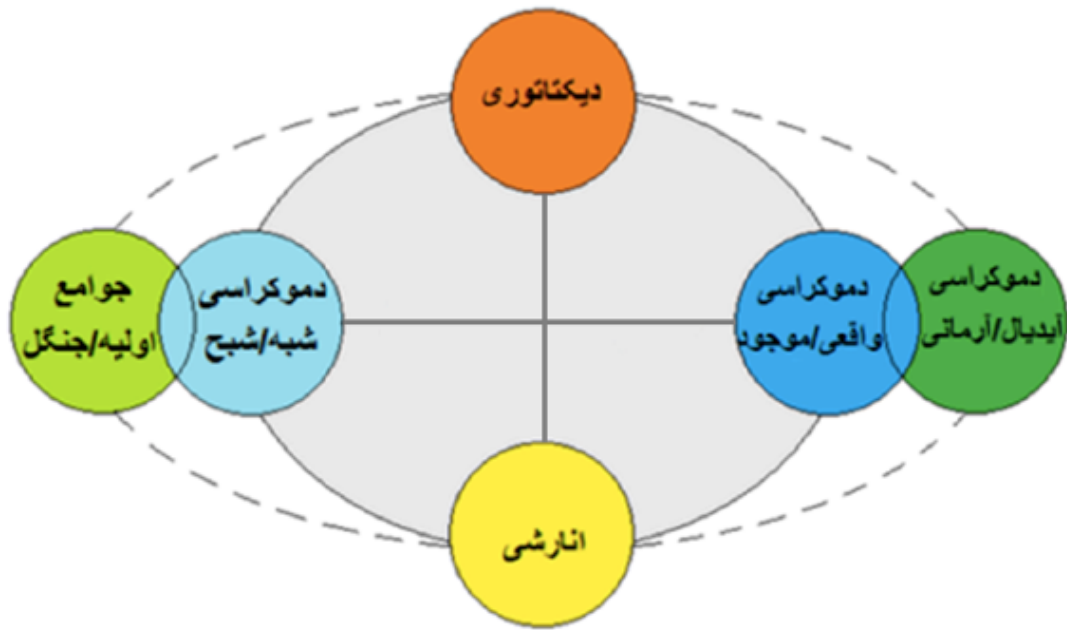 دیکتاتوری
جوامع
اولیه/جنگل
دموکراسی
شبه/شبح
دموکراسی
واقعی/موجود
دموکراسی
آیدیال/آرمانی
انارشی